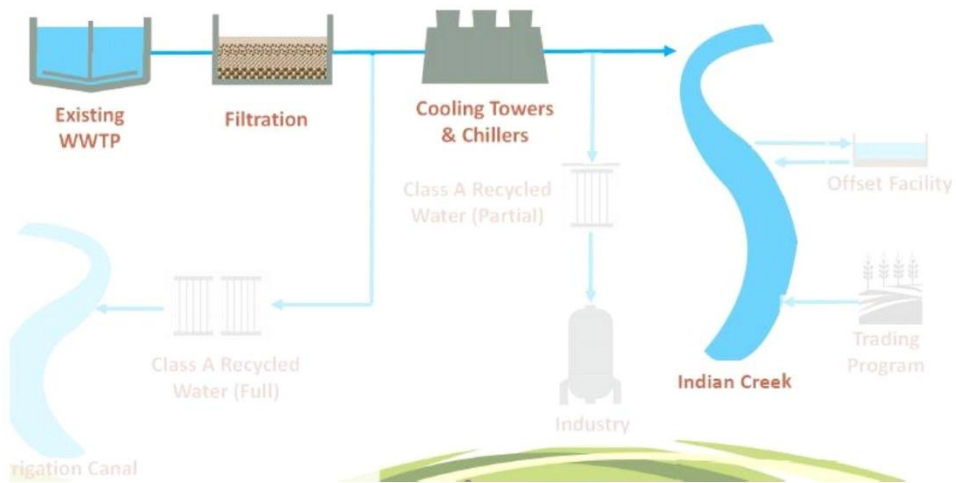 Existing
WWTP
Filtration
Cooling Towers
& Chillers
Class A Recycled
Water (Partial)
Offset Facility
Class A Recycled
Water (Full)
Industry
Indian Creek
Trading
Program
rigation Canal